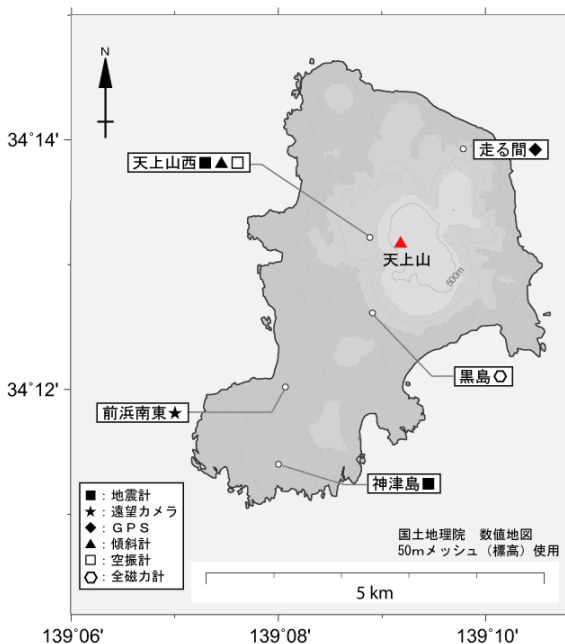 N
34°14'
走る間◆
天上山西■▲□
天上山
500m
黒島⬡
34°12'
前浜南東★
神津島■
■：地震計
★：遠望カメラ
◆：ＧＰＳ
▲：傾斜計
□：空振計
⬡：全磁力計
国土地理院　数値地図
50mメッシュ（標高）使用
5 km
139°06'
139°08'
139°10'